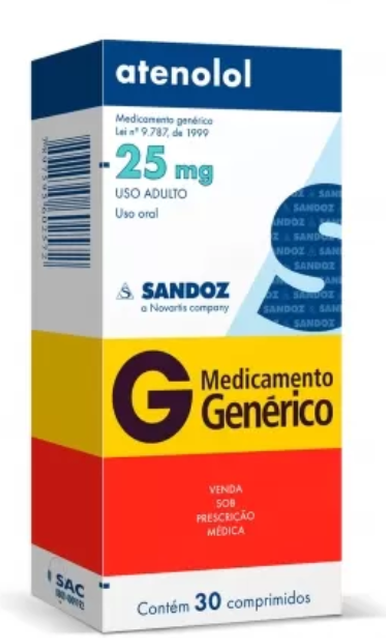 atenolol
Medicamento genérico
Lei nº 9.787, de 1999
25 mg
USO ADULTO
Uso oral
SANDOZ
a Novartis company
G Medicamento
Genérico
VENDA
SOB
PRESCRIÇÃO
MÉDICA
SAC
Contém 30 comprimidos